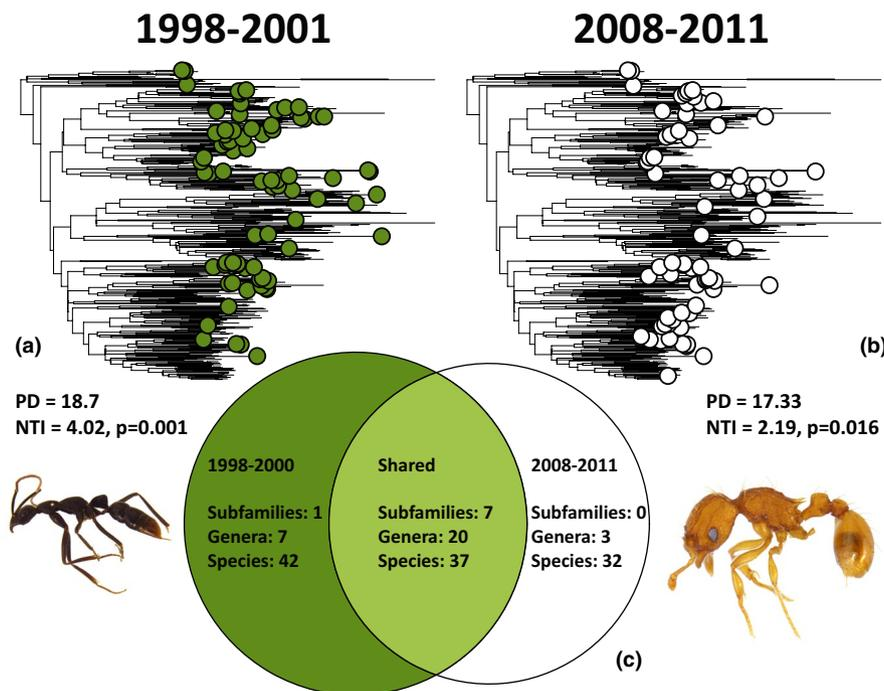 1998-2001
2008-2011
(a)
(b)
PD = 18.7
NTI = 4.02, p=0.001
PD = 17.33
NTI = 2.19, p=0.016
1998-2000
Subfamilies: 1
Genera: 7
Species: 42
Shared
Subfamilies: 7
Genera: 20
Species: 37
2008-2011
Subfamilies: 0
Genera: 3
Species: 32
(c)